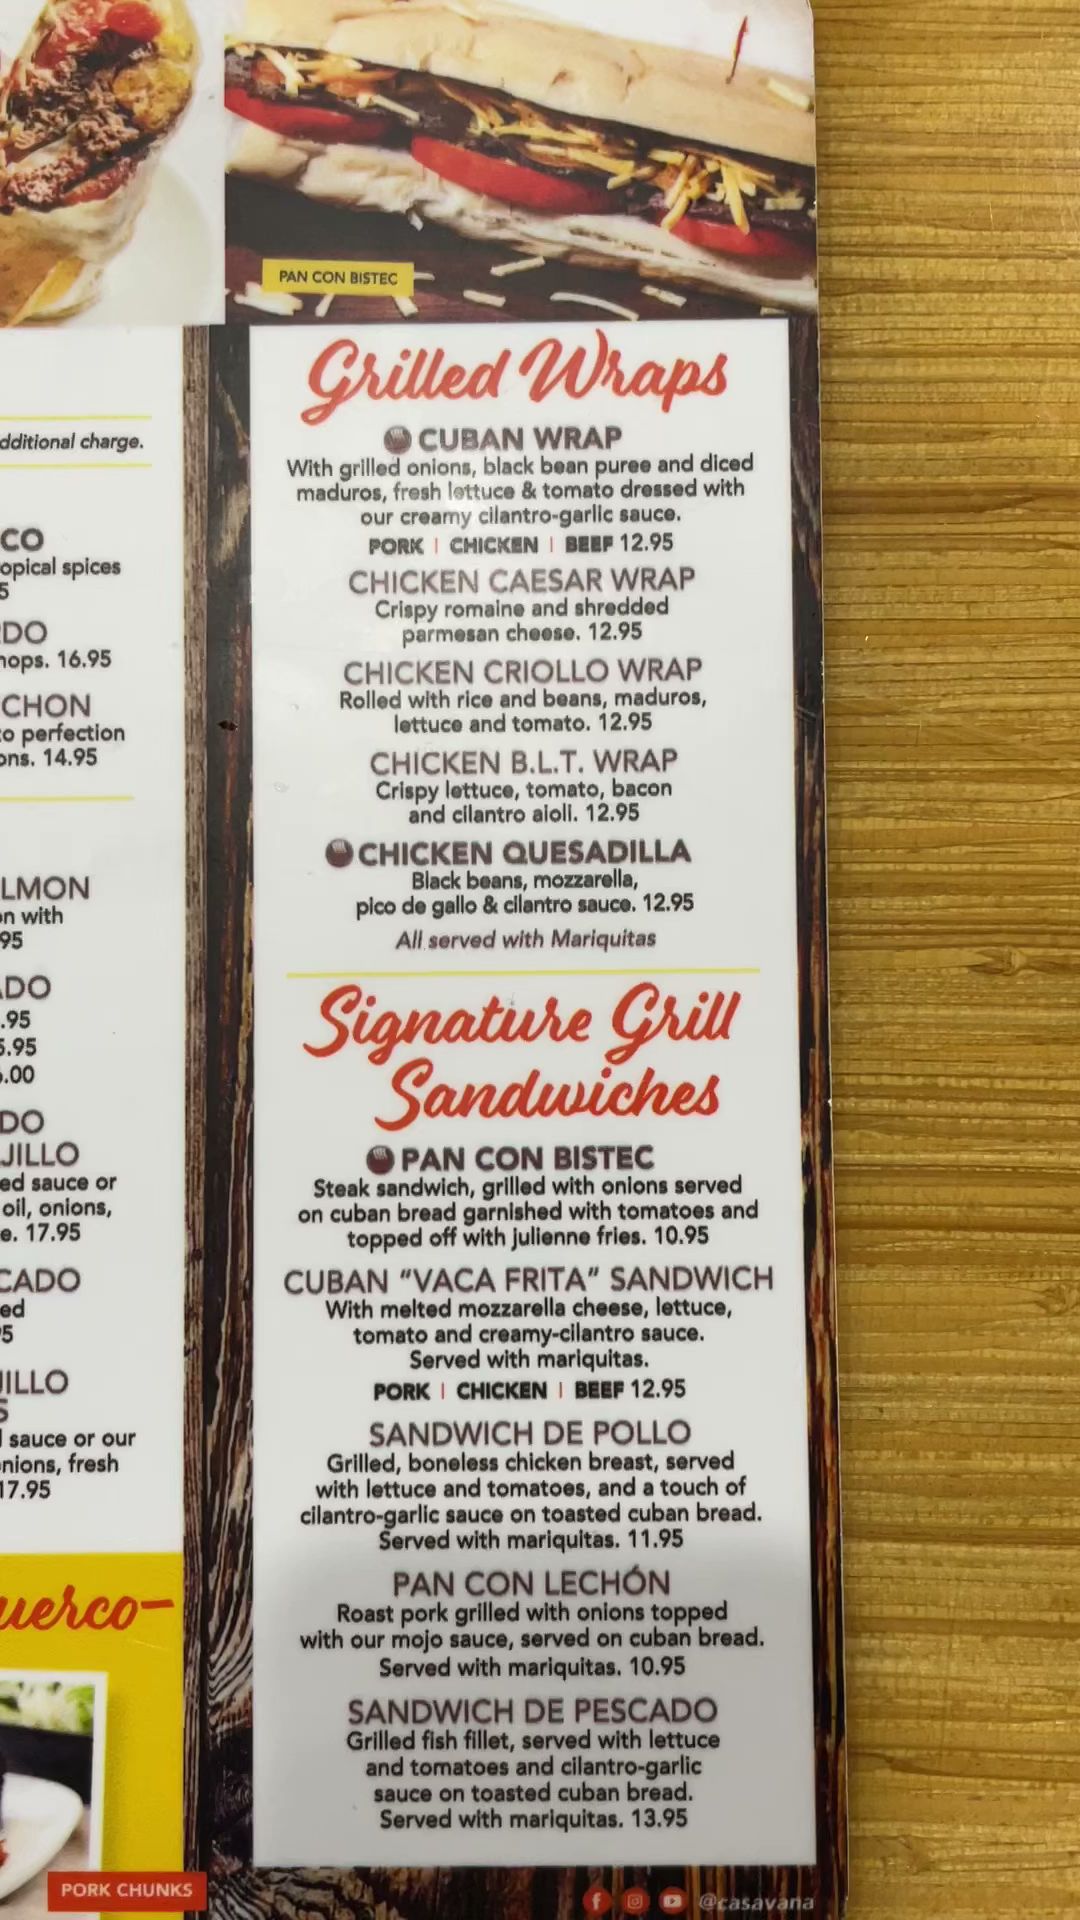 PAN CON BISTEC
dditional charge.
CO
opical spices
5
DO
hops. 16.95
CHON
to perfection
ons. 14.95
LMON
on with
95
ADO
.95
5.95
6.00
DO
JILLO
ed sauce or
oil, onions,
e. 17.95
CADO
ed
95
JILLO
S
sauce or our
onions, fresh
17.95
uerco-
PORK CHUNKS
Grilled Wraps
CUBAN WRAP
With grilled onions, black bean puree and diced
maduros, fresh lettuce & tomato dressed with
our creamy cilantro-garlic sauce.
PORK | CHICKEN | BEEF 12.95
CHICKEN CAESAR WRAP
Crispy romaine and shredded
parmesan cheese. 12.95
CHICKEN CRIOLLO WRAP
Rolled with rice and beans, maduros,
lettuce and tomato. 12.95
CHICKEN B.L.T. WRAP
Crispy lettuce, tomato, bacon
and cilantro aioli. 12.95
CHICKEN QUESADILLA
Black beans, mozzarella,
pico de gallo & cilantro sauce. 12.95
All served with Mariquitas
Signature Grill
Sandwiches
PAN CON BISTEC
Steak sandwich, grilled with onions served
on cuban bread garnished with tomatoes and
topped off with julienne fries. 10.95
CUBAN "VACA FRITA" SANDWICH
With melted mozzarella cheese, lettuce,
tomato and creamy-cilantro sauce.
Served with mariquitas.
PORK | CHICKEN | BEEF 12.95
SANDWICH DE POLLO
Grilled, boneless chicken breast, served
with lettuce and tomatoes, and a touch of
cilantro-garlic sauce on toasted cuban bread.
Served with mariquitas. 11.95
PAN CON LECHÓN
Roast pork grilled with onions topped
with our mojo sauce, served on cuban bread.
Served with mariquitas. 10.95
SANDWICH DE PESCADO
Grilled fish fillet, served with lettuce
and tomatoes and cilantro-garlic
sauce on toasted cuban bread.
Served with mariquitas. 13.95
@casavana